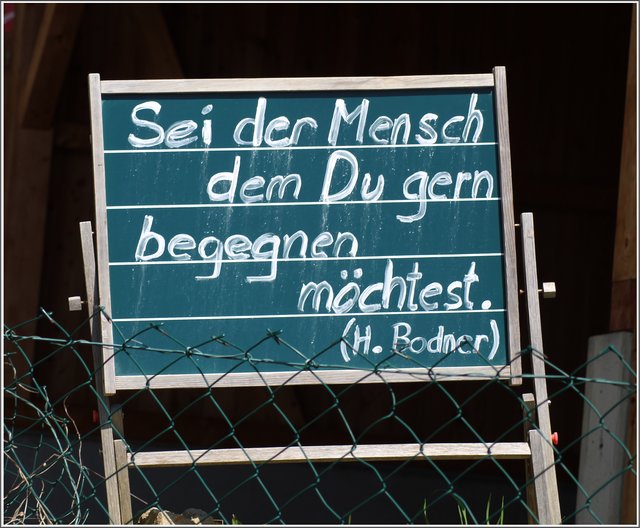 Sei der Mensch
dem Du gern
begegnen
möchtest.
(H. Bodner)